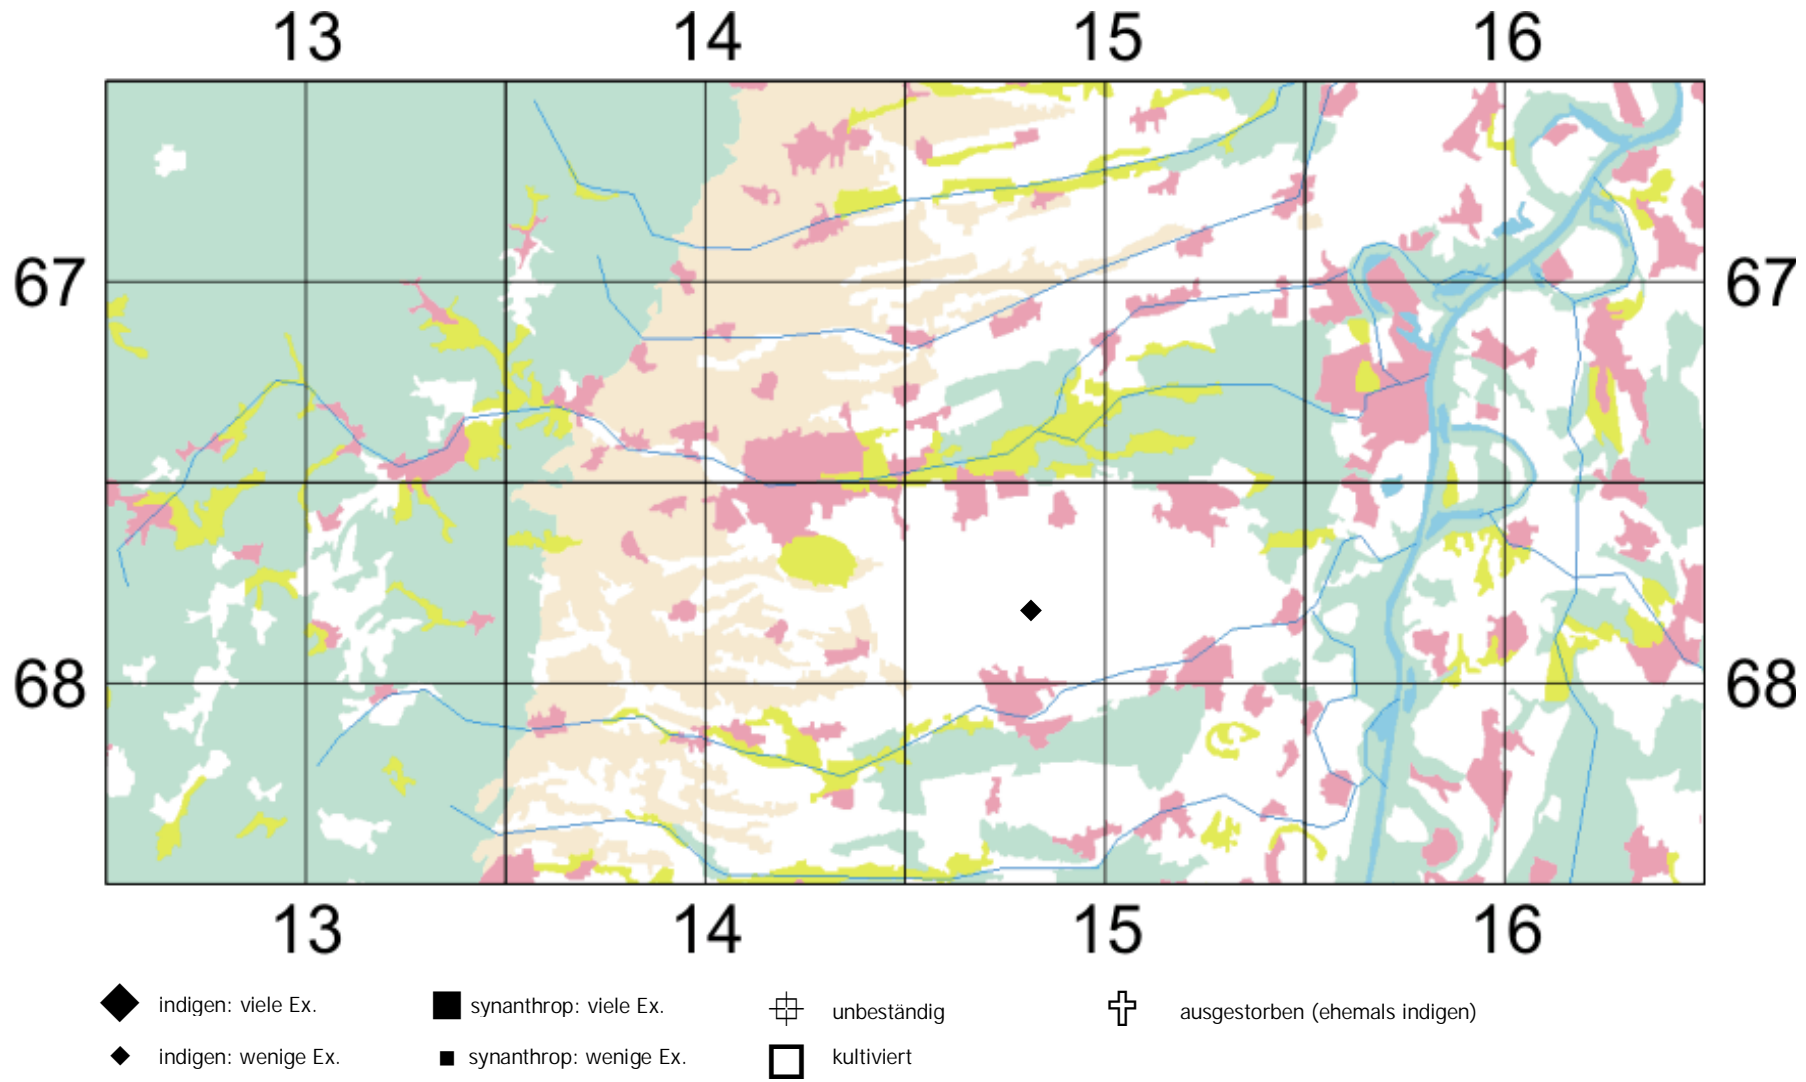 13 14 15 16
67 67
68 68
13 14 15 16
indigen: viele Ex. synanthrop: viele Ex. unbeständig ausgestorben (ehemals indigen)
indigen: wenige Ex. synanthrop: wenige Ex. kultiviert